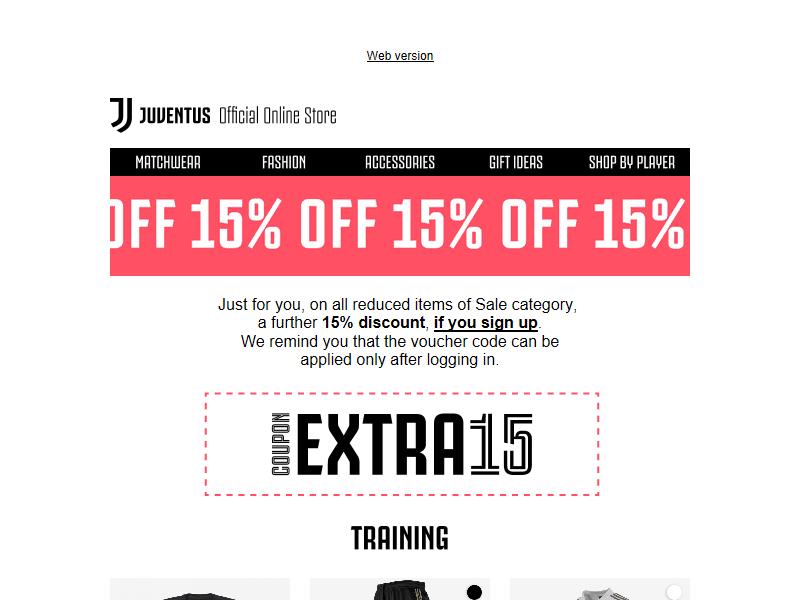 Web version
JUVENTUS Official Online Store
MATCHWEAR FASHION ACCESSORIES GIFT IDEAS SHOP BY PLAYER
OFF 15% OFF 15% OFF 15%
Just for you, on all reduced items of Sale category,
a further 15% discount, if you sign up.
We remind you that the voucher code can be
applied only after logging in.
COUPON EXTRA15
TRAINING